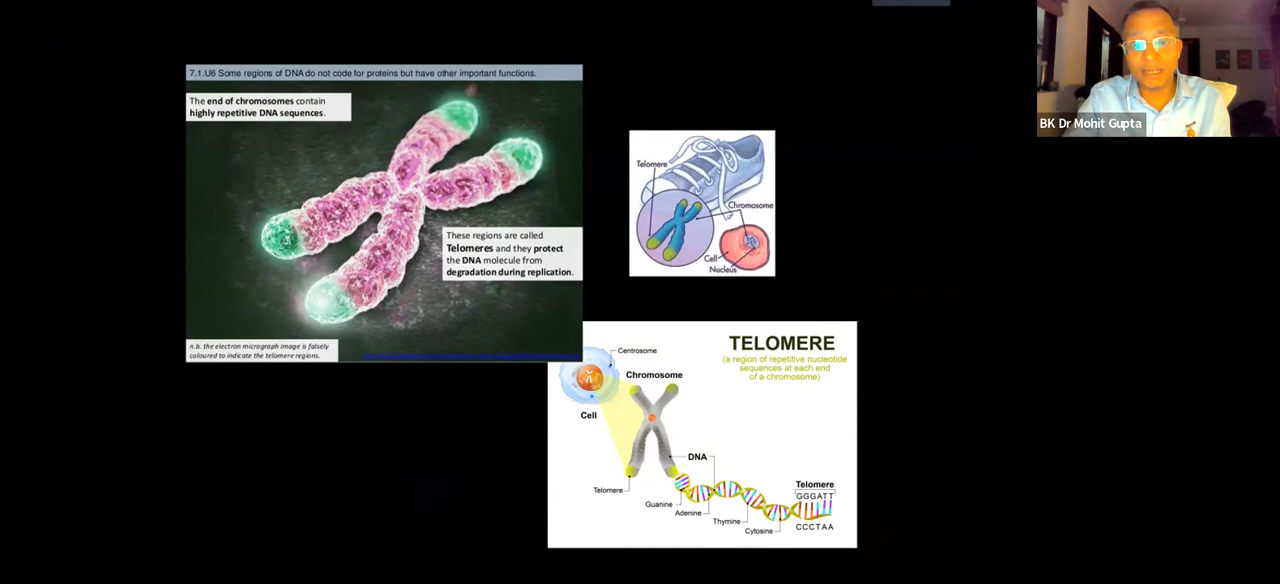 7.1.U6 Some regions of DNA do not code for proteins but have other important functions.
The end of chromosomes contain
highly repetitive DNA sequences.
These regions are called
Telomeres and they protect
the DNA molecule from
degradation during replication.
n.b. the electron micrograph image is falsely
coloured to indicate the telomere regions.
Telomere
Chromosome
Cell
Nucleus
BK Dr Mohit Gupta
TELOMERE
(a region of repetitive nucleotide
sequences at each end
of a chromosome)
Centrosome
Chromosome
Cell
DNA
Telomere
Guanine
Adenine
Thymine
Cytosine
Telomere
GGGATT
CCCTAA